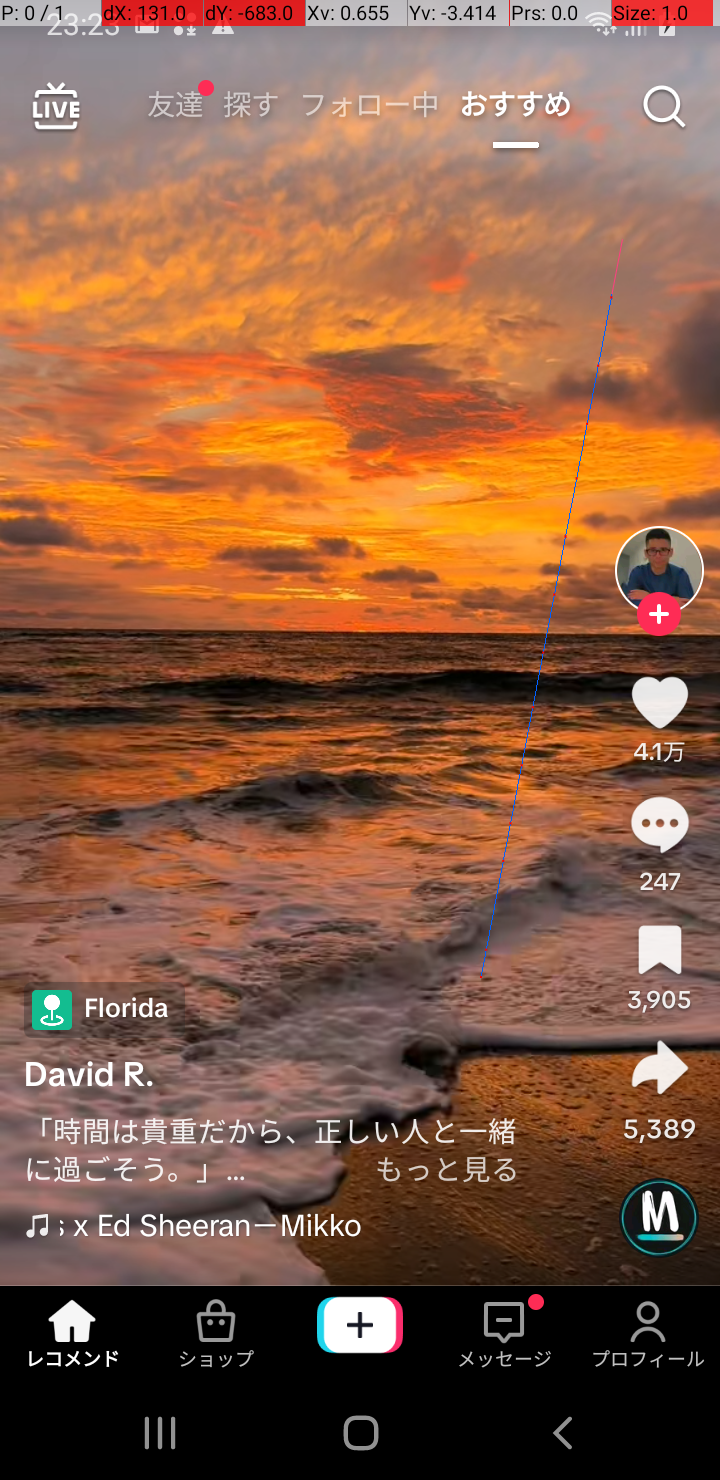 P: 0 / 1 dX: 131.0 dY: -683.0 Xv: 0.655 Yv: -3.414 Prs: 0.0 Size: 1.0
23:23
LIVE 友達 探す フォロー中 おすすめ
4.1万
247
3,905
5,389
Florida
David R.
「時間は貴重だから、正しい人と一緒
に過ごそう。」... もっと見る
x Ed Sheeran－Mikko
M
レコメンド ショップ メッセージ プロフィール